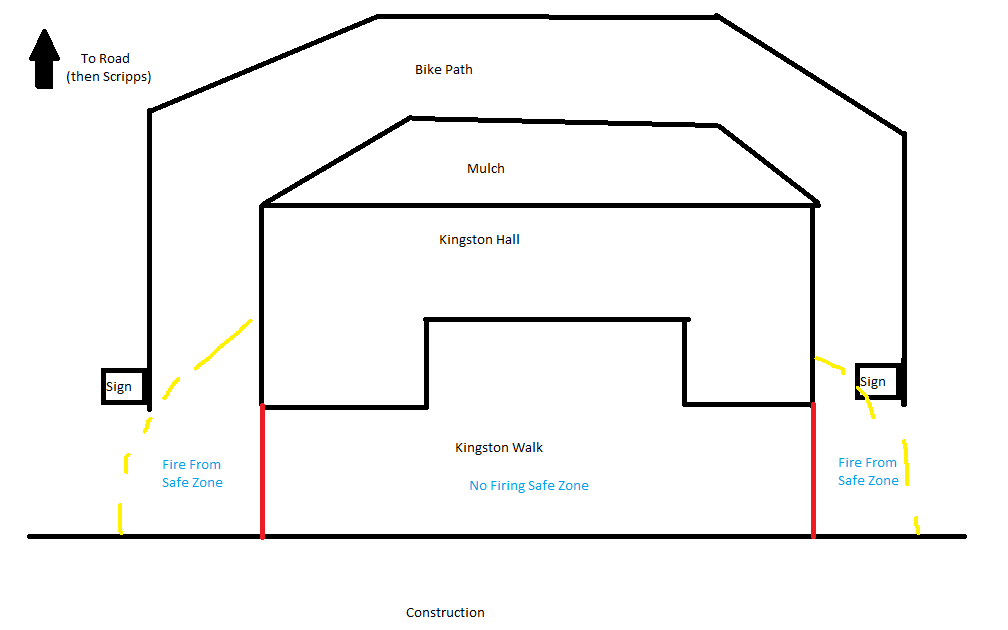 To Road
(then Scripps)
Bike Path
Mulch
Kingston Hall
Sign
Sign
Kingston Walk
Fire From
Safe Zone
No Firing Safe Zone
Fire From
Safe Zone
Construction